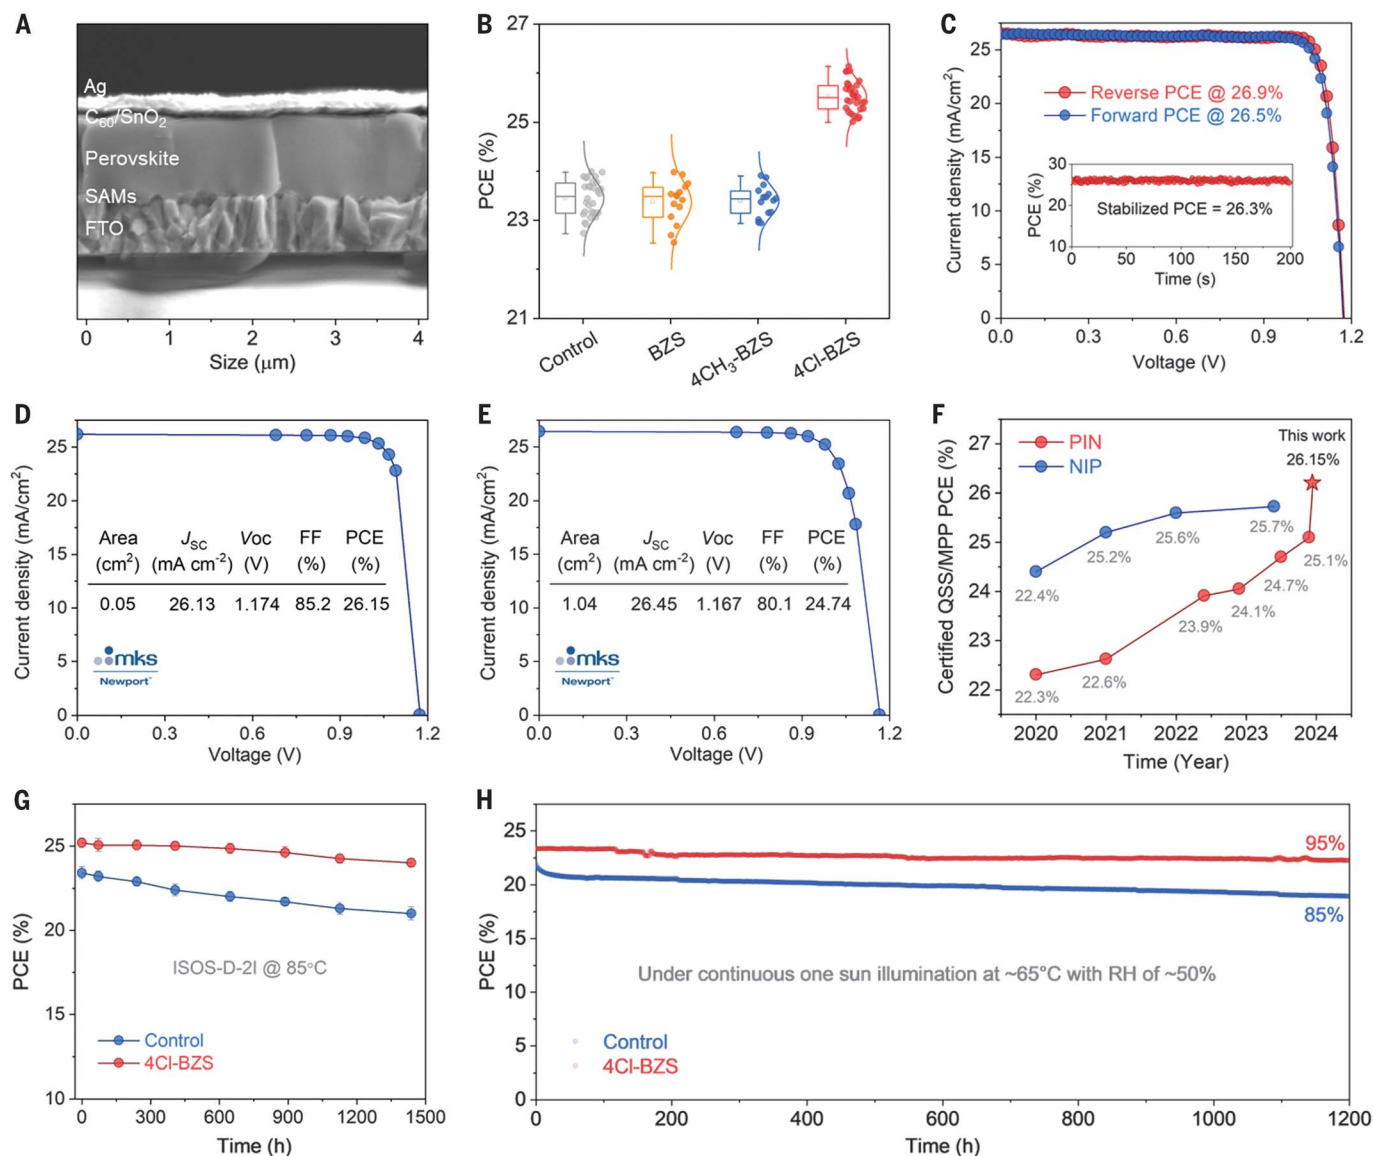 A
Ag
C60/SnO2
Perovskite
SAMs
FTO
0 1 2 3 4
Size (μm)
B
PCE (%)
27
25
23
21
Control
BZS
4CH3-BZS
4Cl-BZS
C
Current density (mA/cm2)
25
20
15
10
5
0
Reverse PCE @ 26.9%
Forward PCE @ 26.5%
PCE (%)
30
20
10
Stabilized PCE = 26.3%
0 50 100 150 200
Time (s)
0.0 0.3 0.6 0.9 1.2
Voltage (V)
D
Current density (mA/cm2)
25
20
15
10
5
0
Area JSC Voc FF PCE
(cm2) (mA cm-2) (V) (%) (%)
0.05 26.13 1.174 85.2 26.15
mks
Newport™
0.0 0.3 0.6 0.9 1.2
Voltage (V)
E
Current density (mA/cm2)
25
20
15
10
5
0
Area JSC Voc FF PCE
(cm2) (mA cm-2) (V) (%) (%)
1.04 26.45 1.167 80.1 24.74
mks
Newport™
0.0 0.3 0.6 0.9 1.2
Voltage (V)
F
Certified QSS/MPP PCE (%)
27
26
25
24
23
22
PIN
NIP
This work
26.15%
22.4%
25.2%
25.6%
25.7%
25.1%
24.7%
24.1%
23.9%
22.6%
22.3%
2020 2021 2022 2023 2024
Time (Year)
G
PCE (%)
25
20
15
10
ISOS-D-2I @ 85°C
Control
4Cl-BZS
0 300 600 900 1200 1500
Time (h)
H
PCE (%)
25
20
15
10
5
0
95%
85%
Under continuous one sun illumination at ~65°C with RH of ~50%
Control
4Cl-BZS
0 200 400 600 800 1000 1200
Time (h)